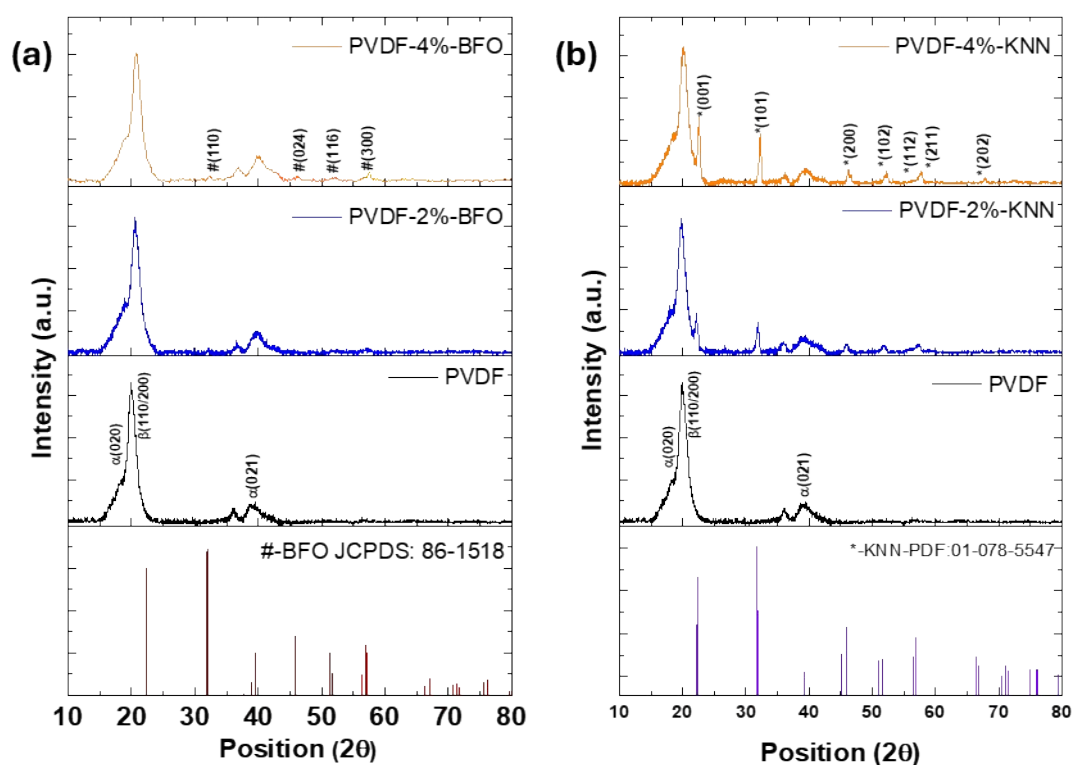 (a)
PVDF-4%-BFO
#(110)
#(024)
#(116)
#(300)
PVDF-2%-BFO
PVDF
α(020)
β(110/200)
α(021)
#-BFO JCPDS: 86-1518
Intensity (a.u.)
10 20 30 40 50 60 70 80
Position (2θ)
(b)
PVDF-4%-KNN
*(001)
*(101)
*(200)
*(102)
*(112)
*(211)
*(202)
PVDF-2%-KNN
PVDF
α(020)
β(110/200)
α(021)
*-KNN-PDF:01-078-5547
Intensity (a.u.)
10 20 30 40 50 60 70 80
Position (2θ)